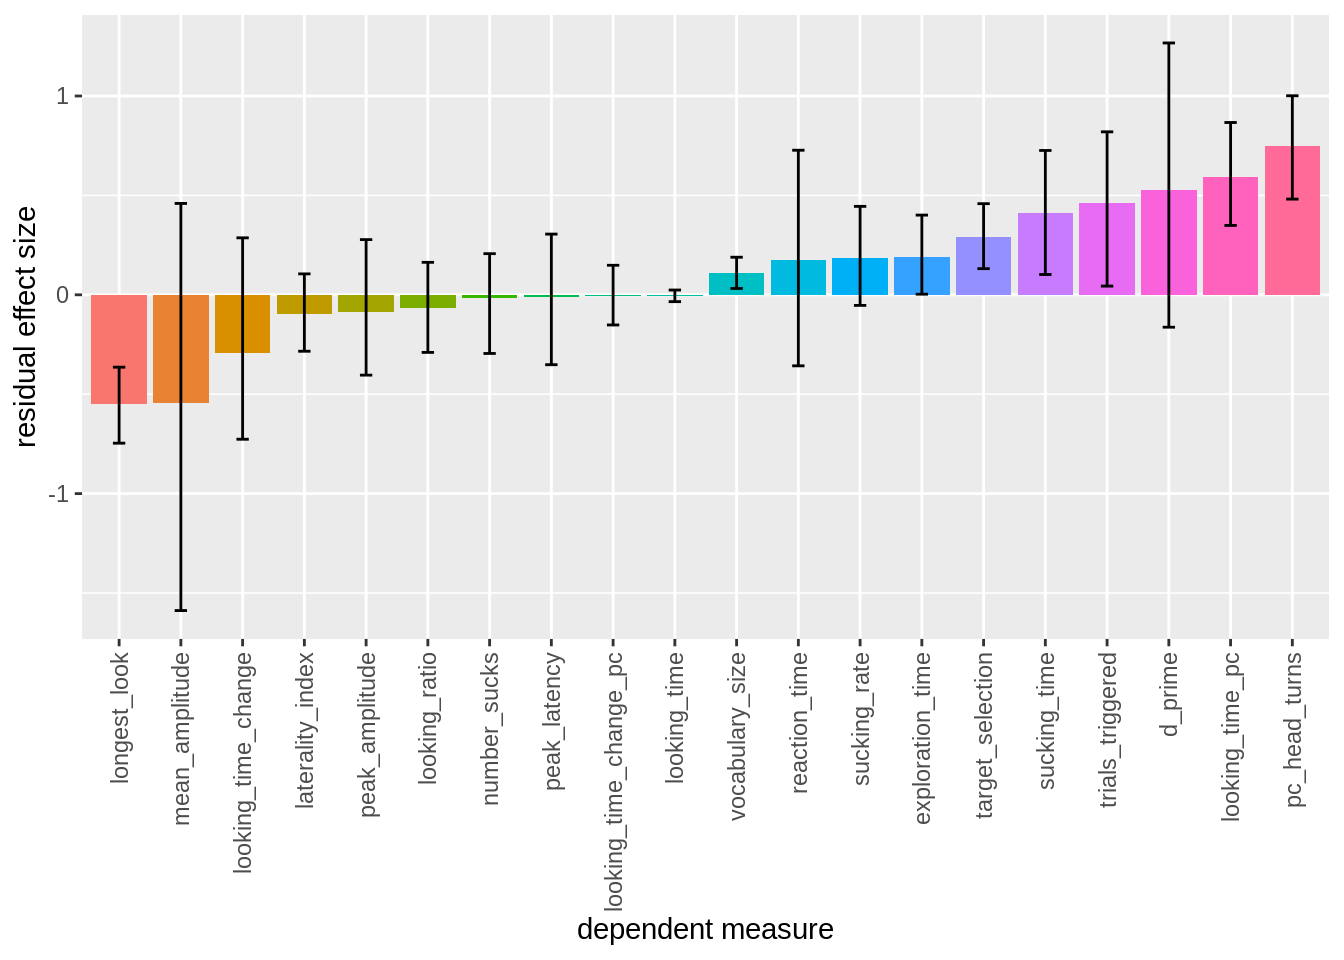 residual effect size
1
0
-1
longest_look
mean_amplitude
looking_time_change
laterality_index
peak_amplitude
looking_ratio
number_sucks
peak_latency
looking_time_change_pc
looking_time
vocabulary_size
reaction_time
sucking_rate
exploration_time
target_selection
sucking_time
trials_triggered
d_prime
looking_time_pc
pc_head_turns
dependent measure